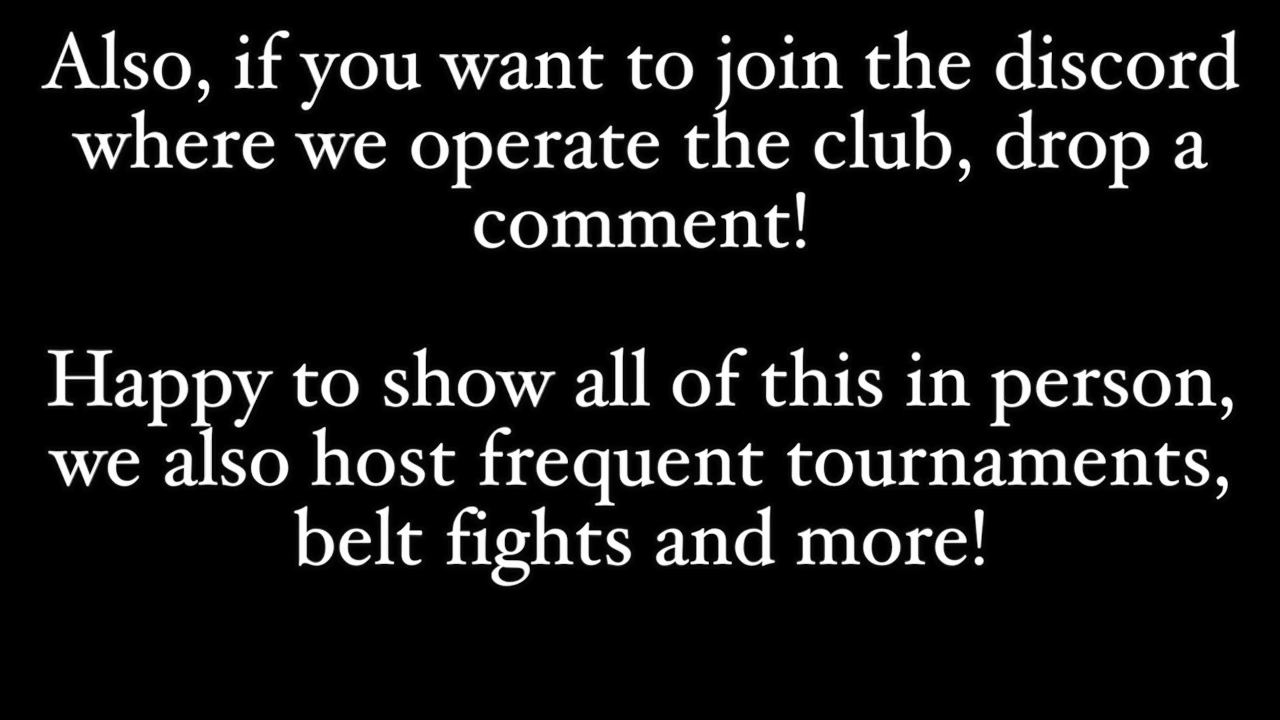 Also, if you want to join the discord
where we operate the club, drop a
comment!
Happy to show all of this in person,
we also host frequent tournaments,
belt fights and more!